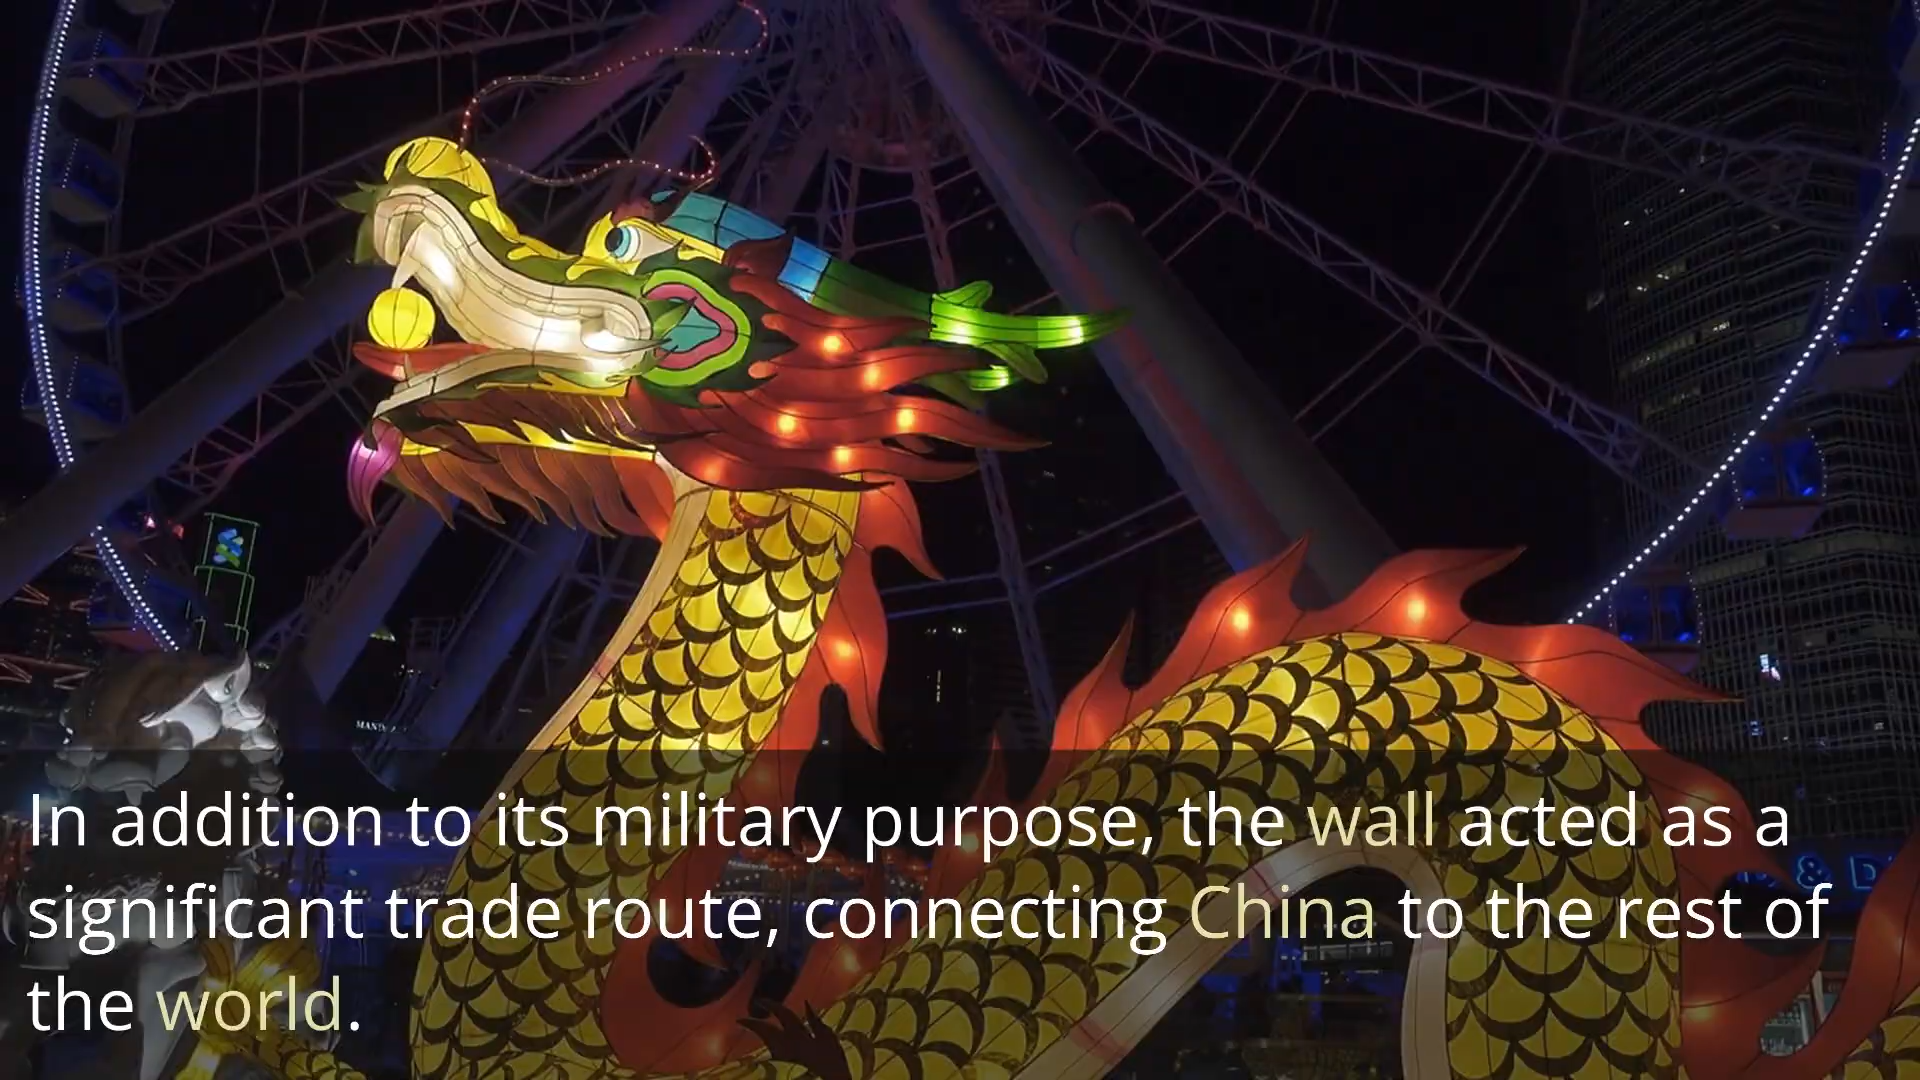 MAND
& D
In addition to its military purpose, the wall acted as a
significant trade route, connecting China to the rest of
the world.